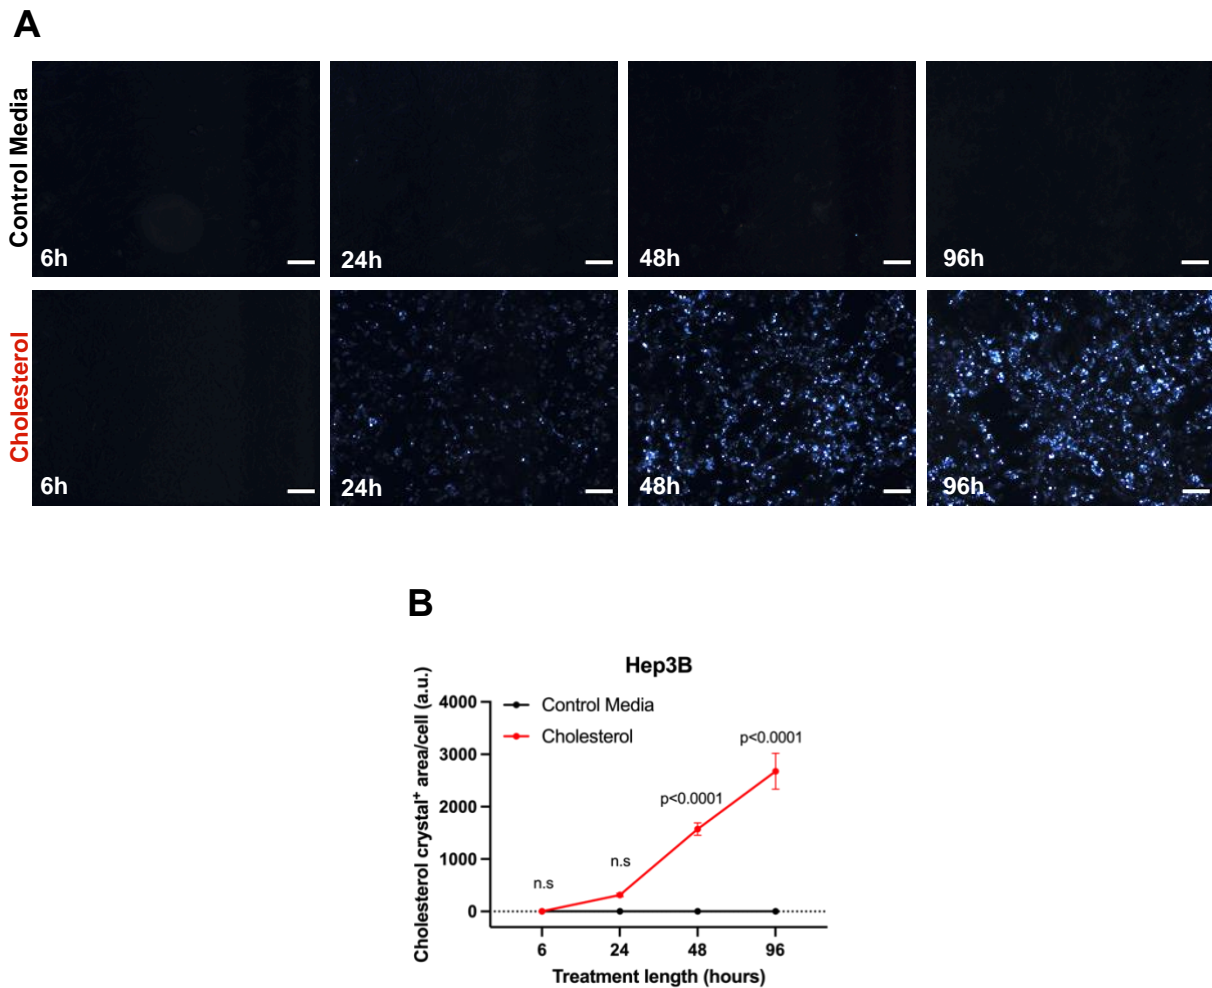 A
Control Media
6h
24h
48h
96h
Cholesterol
6h
24h
48h
96h
B
Hep3B
Cholesterol crystal⁺ area/cell (a.u.)
4000
3000
2000
1000
0
Control Media
Cholesterol
n.s
n.s
p<0.0001
p<0.0001
6 24 48 96
Treatment length (hours)